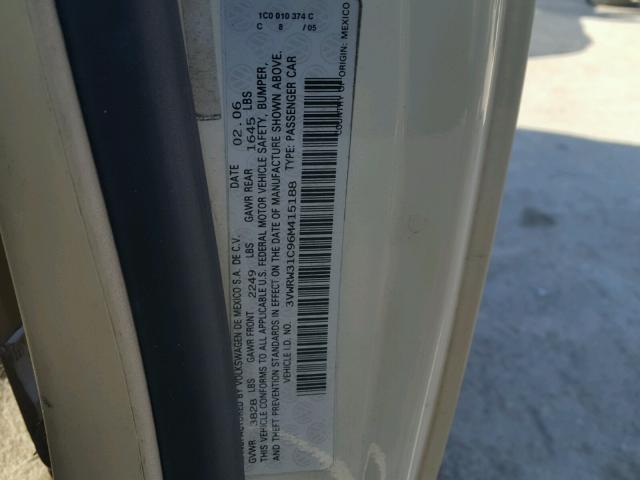 1C0 010 374 C
C 8 /05
MANUFACTURED BY VOLKSWAGEN DE MEXICO S.A. DE C.V. DATE 02.06
GVWR 3828 LBS GAWR FRONT 2249 LBS GAWR REAR 1645 LBS
THIS VEHICLE CONFORMS TO ALL APPLICABLE U.S. FEDERAL MOTOR VEHICLE SAFETY, BUMPER,
AND THEFT PREVENTION STANDARDS IN EFFECT ON THE DATE OF MANUFACTURE SHOWN ABOVE.
VEHICLE I.D. NO. 3VWRW31C96M415188 TYPE: PASSENGER CAR
COUNTRY OF ORIGIN: MEXICO